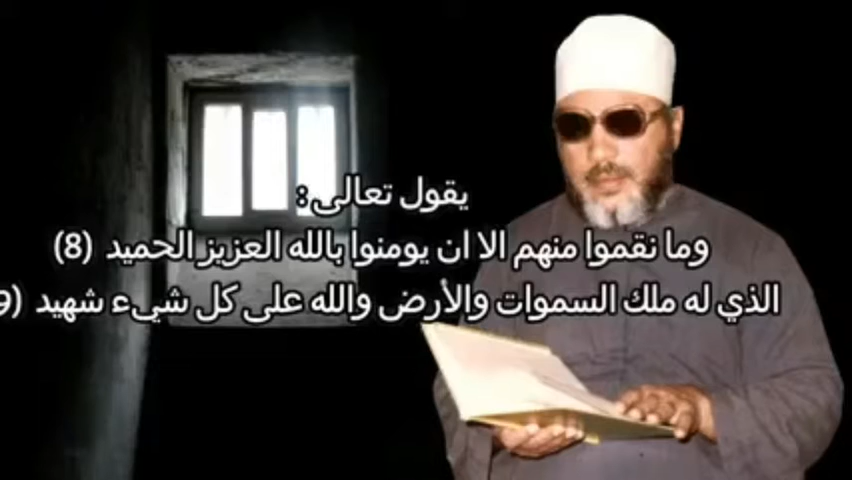 يقول تعالى:
وما نقموا منهم الا ان يومنوا بالله العزيز الحميد (8)
الذي له ملك السموات والأرض والله على كل شيء شهيد (9